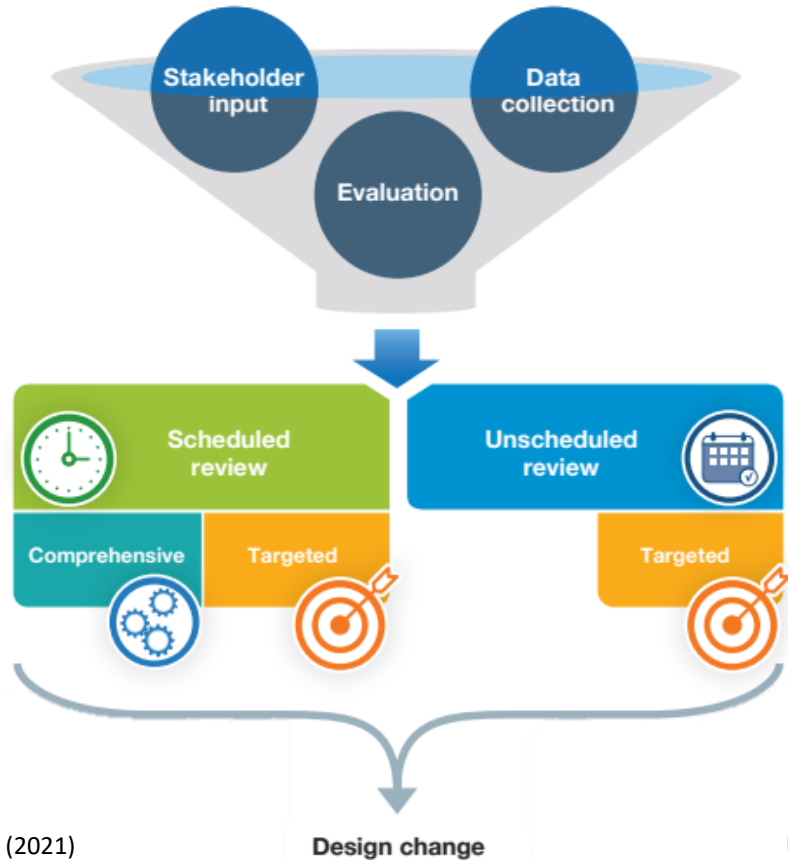 Stakeholder
input
Data
collection
Evaluation
Scheduled
review
Unscheduled
review
Comprehensive
Targeted
Targeted
(2021)
Design change